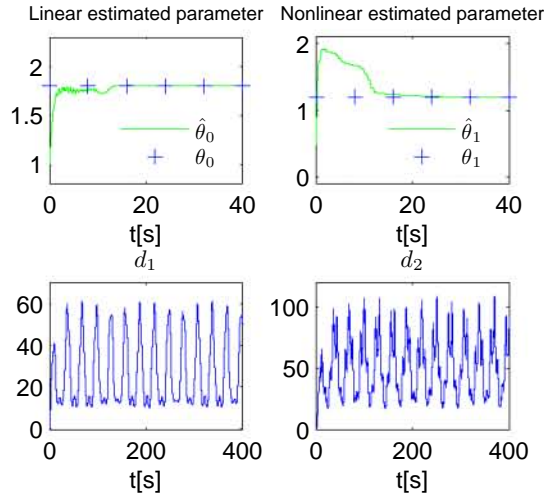 Linear estimated parameter
Nonlinear estimated parameter
2
1.5
1
θ̂₀
θ₀
0 20 40
t[s]
2
1
0
θ̂₁
θ₁
0 20 40
t[s]
d₁
60
40
20
0
0 200 400
t[s]
d₂
100
50
0
0 200 400
t[s]